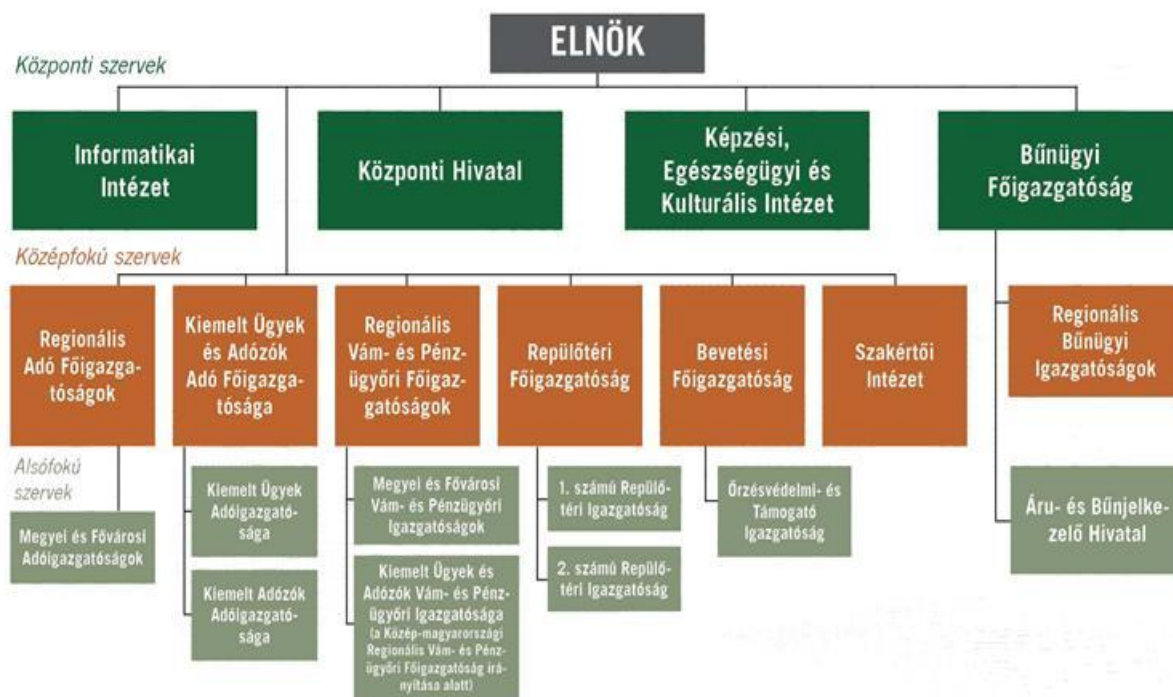 ELNÖK
Központi szervek
Informatikai
Intézet
Központi Hivatal
Képzési,
Egészségügyi és
Kulturális Intézet
Bűnügyi
Főigazgatóság
Középfokú szervek
Regionális
Adó Főigazga-
tóságok
Kiemelt Ügyek
és Adózók
Adó Főigazga-
tósága
Regionális
Vám- és Pénz-
ügyőri Főigaz-
gatóságok
Repülőtéri
Főigazgatóság
Bevetési
Főigazgatóság
Szakértői
Intézet
Regionális
Bűnügyi
Igazgatóságok
Alsófokú
szervek
Megyei és Fővárosi
Adóigazgatóságok
Kiemelt Ügyek
Adóigazgató-
sága
Kiemelt Adózók
Adóigazgató-
sága
Megyei és Fővárosi
Vám- és Pénzügyőri
Igazgatóságok
Kiemelt Ügyek és
Adózók Vám- és Pénz-
ügyőri Igazgatósága
(a Közép-magyarországi
Regionális Vám- és Pénz-
ügyőri Főigazgatóság irá-
nyítása alatt)
1. számú Repülő-
téri Igazgatóság
2. számú Repülő-
téri Igazgatóság
Őrzésvédelmi- és
Támogató
Igazgatóság
Áru- és Bűnjelke-
zelő Hivatal